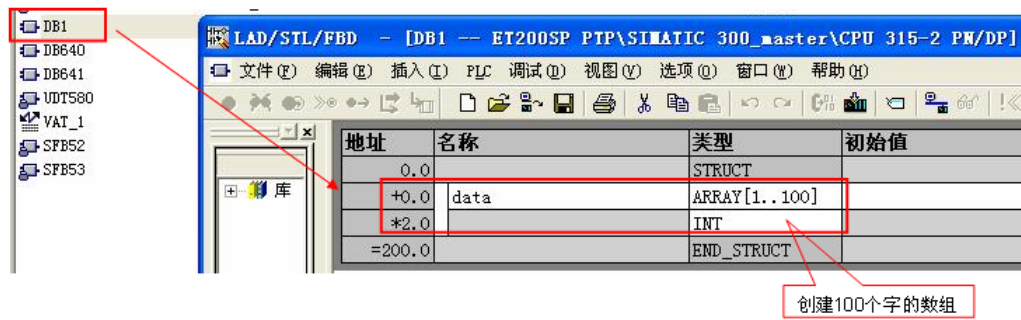 DB1
DB640
DB641
UDT580
VAT_1
SFB52
SFB53
LAD/STL/FBD - [DB1 -- ET200SP PTP\SIMATIC 300_master\CPU 315-2 PN/DP]
文件(F) 编辑(E) 插入(I) PLC 调试(D) 视图(V) 选项(O) 窗口(W) 帮助(H)
库
地址 名称 类型 初始值
0.0 STRUCT
+0.0 data ARRAY[1..100]
*2.0 INT
=200.0 END_STRUCT
创建100个字的数组